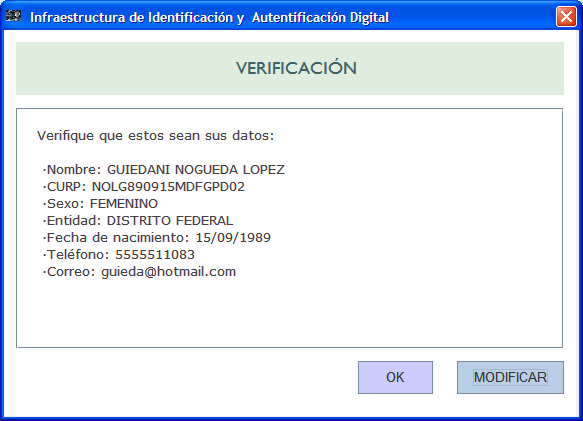 Infraestructura de Identificación y  Autentificación Digital
VERIFICACIÓN
Verifique que estos sean sus datos:
·Nombre: GUIEDANI NOGUEDA LOPEZ
·CURP: NOLG890915MDFGPD02
·Sexo: FEMENINO
·Entidad: DISTRITO FEDERAL
·Fecha de nacimiento: 15/09/1989
·Teléfono: 5555511083
·Correo: guieda@hotmail.com
OK
MODIFICAR